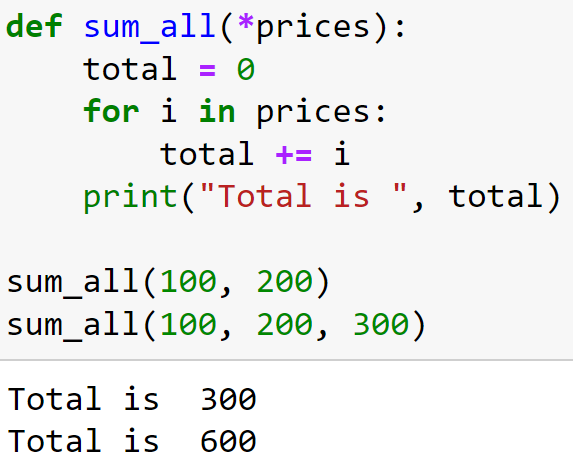 def sum_all(*prices):
    total = 0
    for i in prices:
        total += i
    print("Total is ", total)

sum_all(100, 200)
sum_all(100, 200, 300)
Total is  300
Total is  600